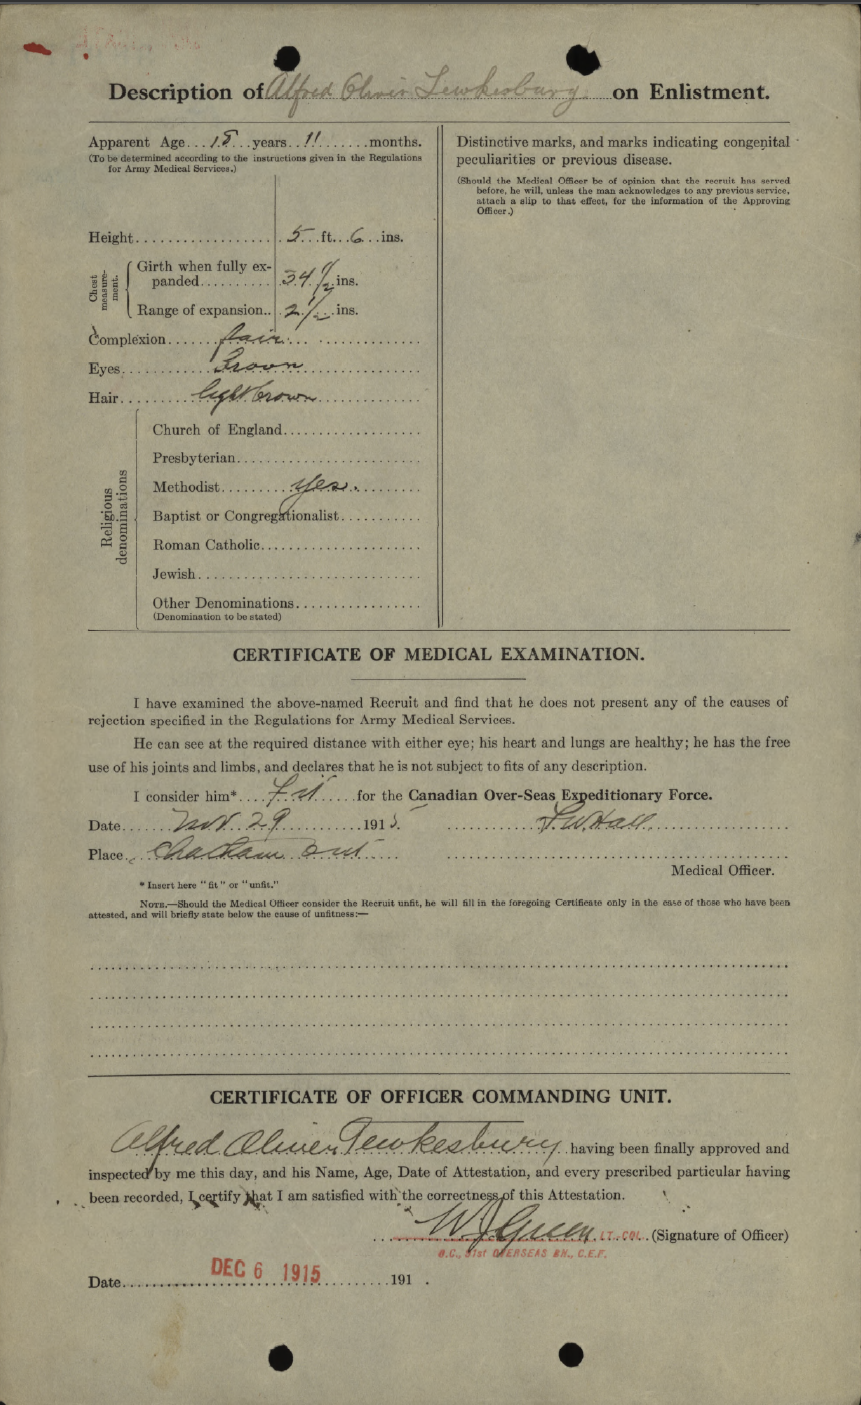 Description of Alfred Oliver Tewkesbury on Enlistment.
Apparent Age...15...years...11.......months.
(To be determined according to the instructions given in the Regulations
for Army Medical Services.)
Height..................5...ft...6...ins.
Chest measure-ment.
Girth when fully ex-
panded..........34 1/2 ins.
Range of expansion...2 1/2...ins.
Complexion.......fair..................
Eyes............Brown.................
Hair..........light brown................
Religious denominations
Church of England...................
Presbyterian.........................
Methodist..........yes...........
Baptist or Congregationalist............
Roman Catholic......................
Jewish..............................
Other Denominations.................
(Denomination to be stated)
Distinctive marks, and marks indicating congenital
peculiarities or previous disease.
(Should the Medical Officer be of opinion that the recruit has served
before, he will, unless the man acknowledges to any previous service,
attach a slip to that effect, for the information of the Approving
Officer.)
CERTIFICATE OF MEDICAL EXAMINATION.
I have examined the above-named Recruit and find that he does not present any of the causes of
rejection specified in the Regulations for Army Medical Services.
He can see at the required distance with either eye; his heart and lungs are healthy; he has the free
use of his joints and limbs, and declares that he is not subject to fits of any description.
I consider him*....fit.....for the Canadian Over-Seas Expeditionary Force.
Date......Nov. 29............1915. ............Hall..................
Place...Chatham Ont....
Medical Officer.
* Insert here "fit" or "unfit."
NOTE.—Should the Medical Officer consider the Recruit unfit, he will fill in the foregoing Certificate only in the case of those who have been
attested, and will briefly state below the cause of unfitness:—
CERTIFICATE OF OFFICER COMMANDING UNIT.
Alfred Oliver Tewkesbury having been finally approved and
inspected by me this day, and his Name, Age, Date of Attestation, and every prescribed particular having
been recorded, I certify that I am satisfied with the correctness of this Attestation.
...W J Green. LT. COL...(Signature of Officer)
O.C., 91st OVERSEAS BN., C.E.F.
Date...DEC 6 1915...191 .